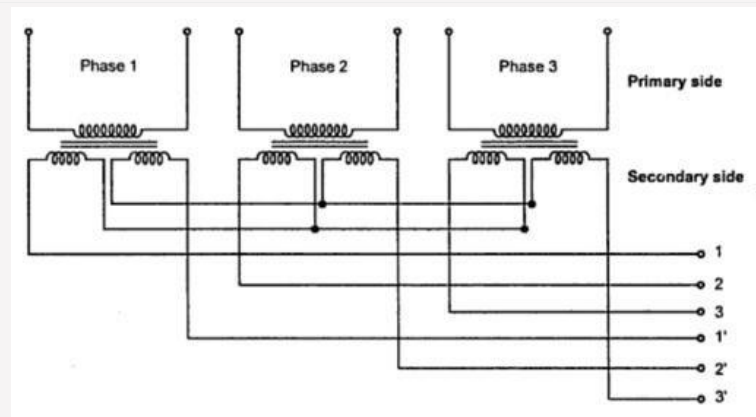 Phase 1
Phase 2
Phase 3
Primary side
Secondary side
1
2
3
1'
2'
3'